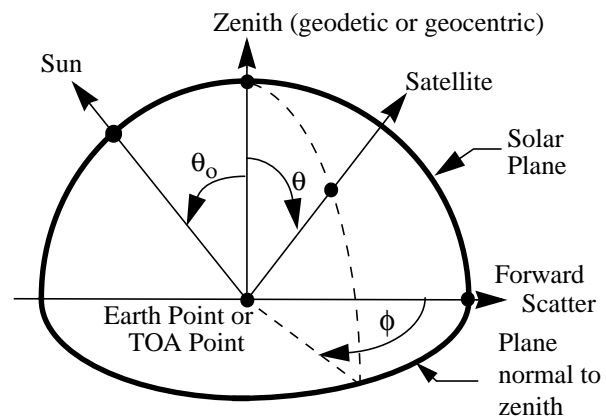 Zenith (geodetic or geocentric)
Sun
Satellite
Solar
Plane
θo
θ
Forward
Scatter
Earth Point or
TOA Point
ϕ
Plane
normal to
zenith